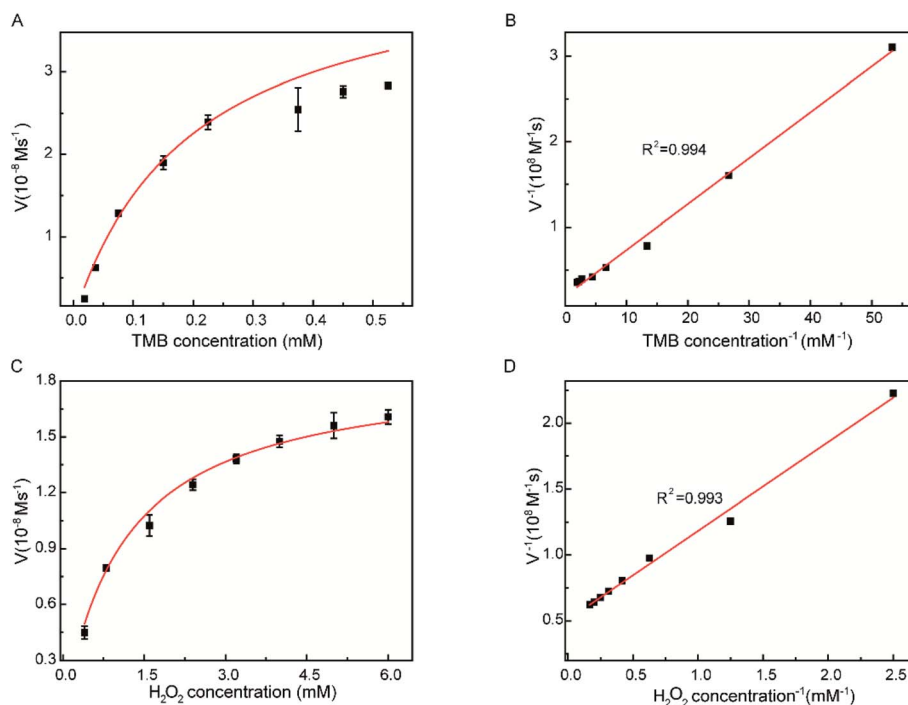 A
V(10⁻⁸ Ms⁻¹)
3
2
1
0.0 0.1 0.2 0.3 0.4 0.5
TMB concentration (mM)
B
V⁻¹(10⁸ M⁻¹s)
3
2
1
R²=0.994
0 10 20 30 40 50
TMB concentration⁻¹ (mM⁻¹)
C
V(10⁻⁸ Ms⁻¹)
1.8
1.5
1.2
0.9
0.6
0.3
0.0 1.5 3.0 4.5 6.0
H₂O₂ concentration (mM)
D
V⁻¹(10⁸ M⁻¹s)
2.0
1.5
1.0
0.5
R²=0.993
0.0 0.5 1.0 1.5 2.0 2.5
H₂O₂ concentration⁻¹(mM⁻¹)